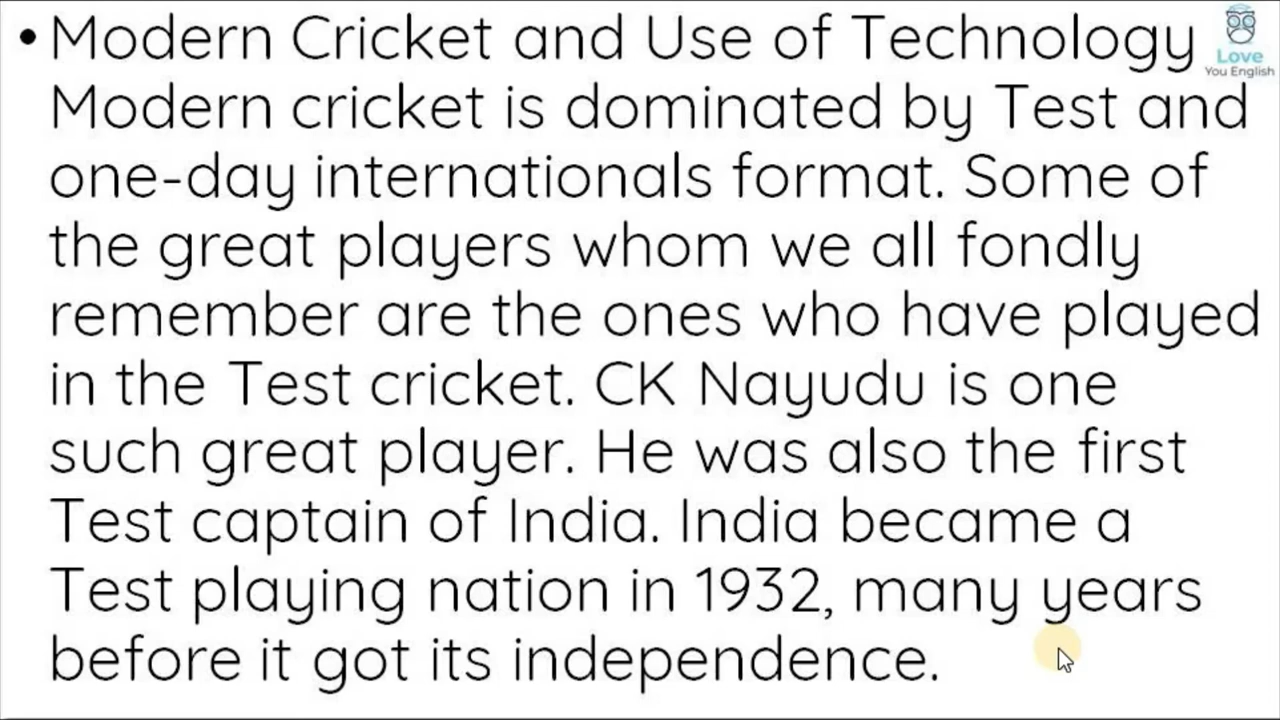 • Modern Cricket and Use of Technology
Modern cricket is dominated by Test and
one-day internationals format. Some of
the great players whom we all fondly
remember are the ones who have played
in the Test cricket. CK Nayudu is one
such great player. He was also the first
Test captain of India. India became a
Test playing nation in 1932, many years
before it got its independence.
Love
You English